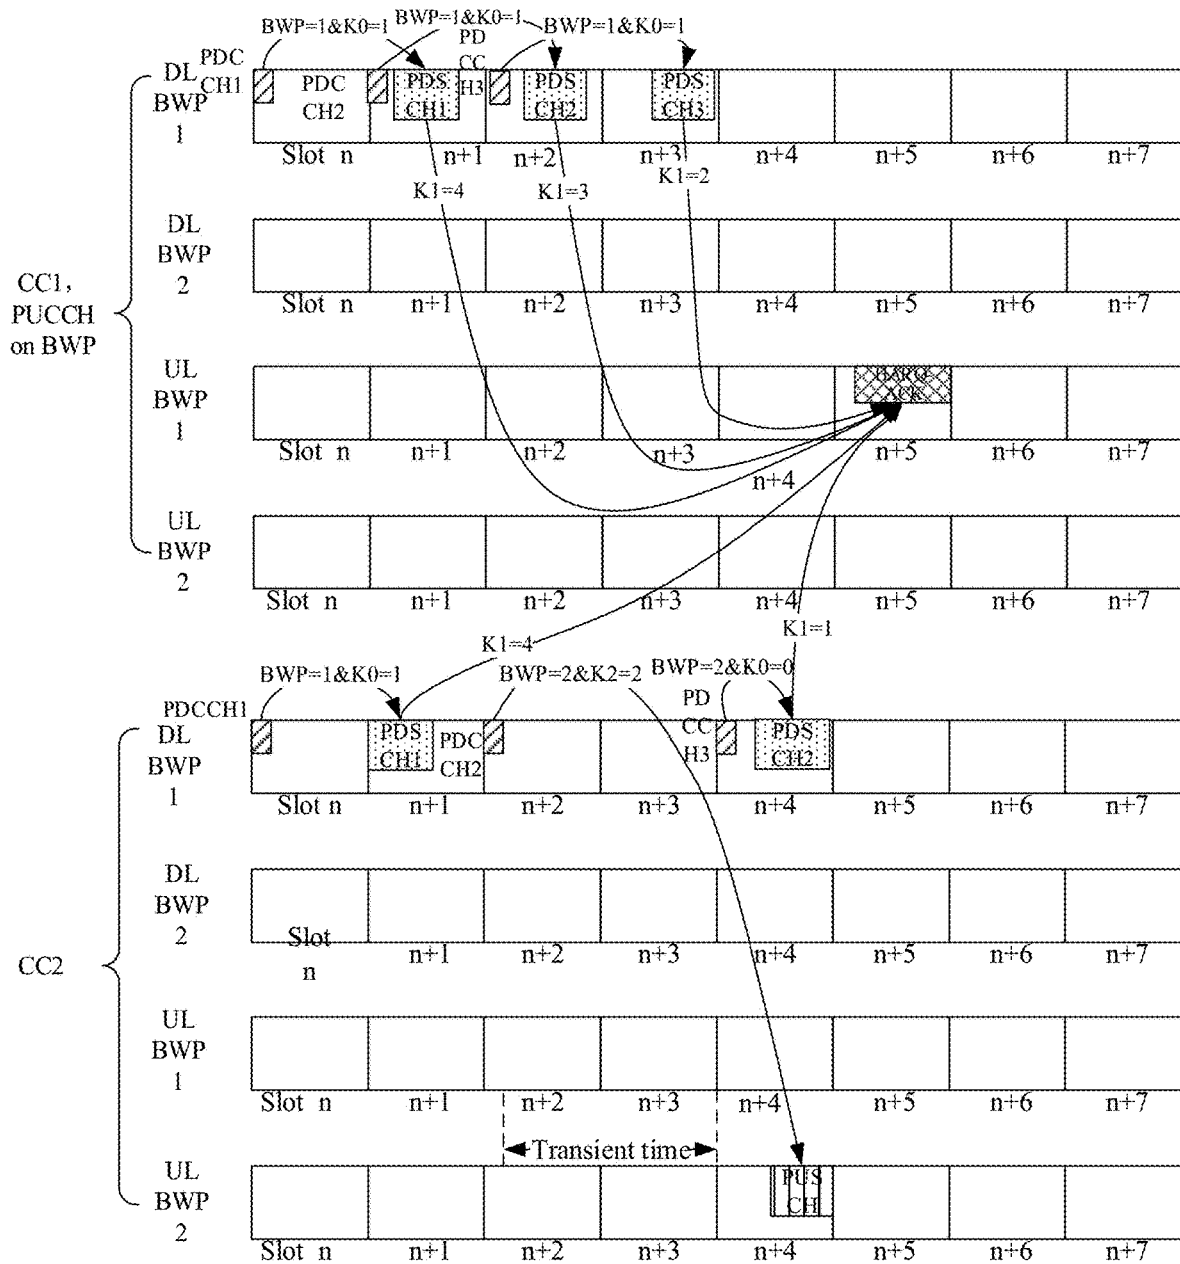 BWP=1&K0=1
BWP=1&K0=1
BWP=1&K0=1
PDC
CH1
PD
CC
H3
DL
BWP
1
PDC
CH2
PDS
CH1
PDS
CH2
PDS
CH3
Slot n
n+1
n+2
n+3
n+4
n+5
n+6
n+7
K1=4
K1=3
K1=2
DL
BWP
2
Slot n
n+1
n+2
n+3
n+4
n+5
n+6
n+7
CC1,
PUCCH
on BWP
UL
BWP
1
HARQ-
ACK
Slot n
n+1
n+2
n+3
n+4
n+5
n+6
n+7
UL
BWP
2
Slot n
n+1
n+2
n+3
n+4
n+5
n+6
n+7
K1=4
K1=1
BWP=1&K0=1
BWP=2&K2=2
BWP=2&K0=0
PDCCH1
DL
BWP
1
PDS
CH1
PDC
CH2
PD
CC
H3
PDS
CH2
Slot n
n+1
n+2
n+3
n+4
n+5
n+6
n+7
DL
BWP
2
Slot
n
n+1
n+2
n+3
n+4
n+5
n+6
n+7
CC2
UL
BWP
1
Slot n
n+1
n+2
n+3
n+4
n+5
n+6
n+7
Transient time
UL
BWP
2
PUS
CH
Slot n
n+1
n+2
n+3
n+4
n+5
n+6
n+7